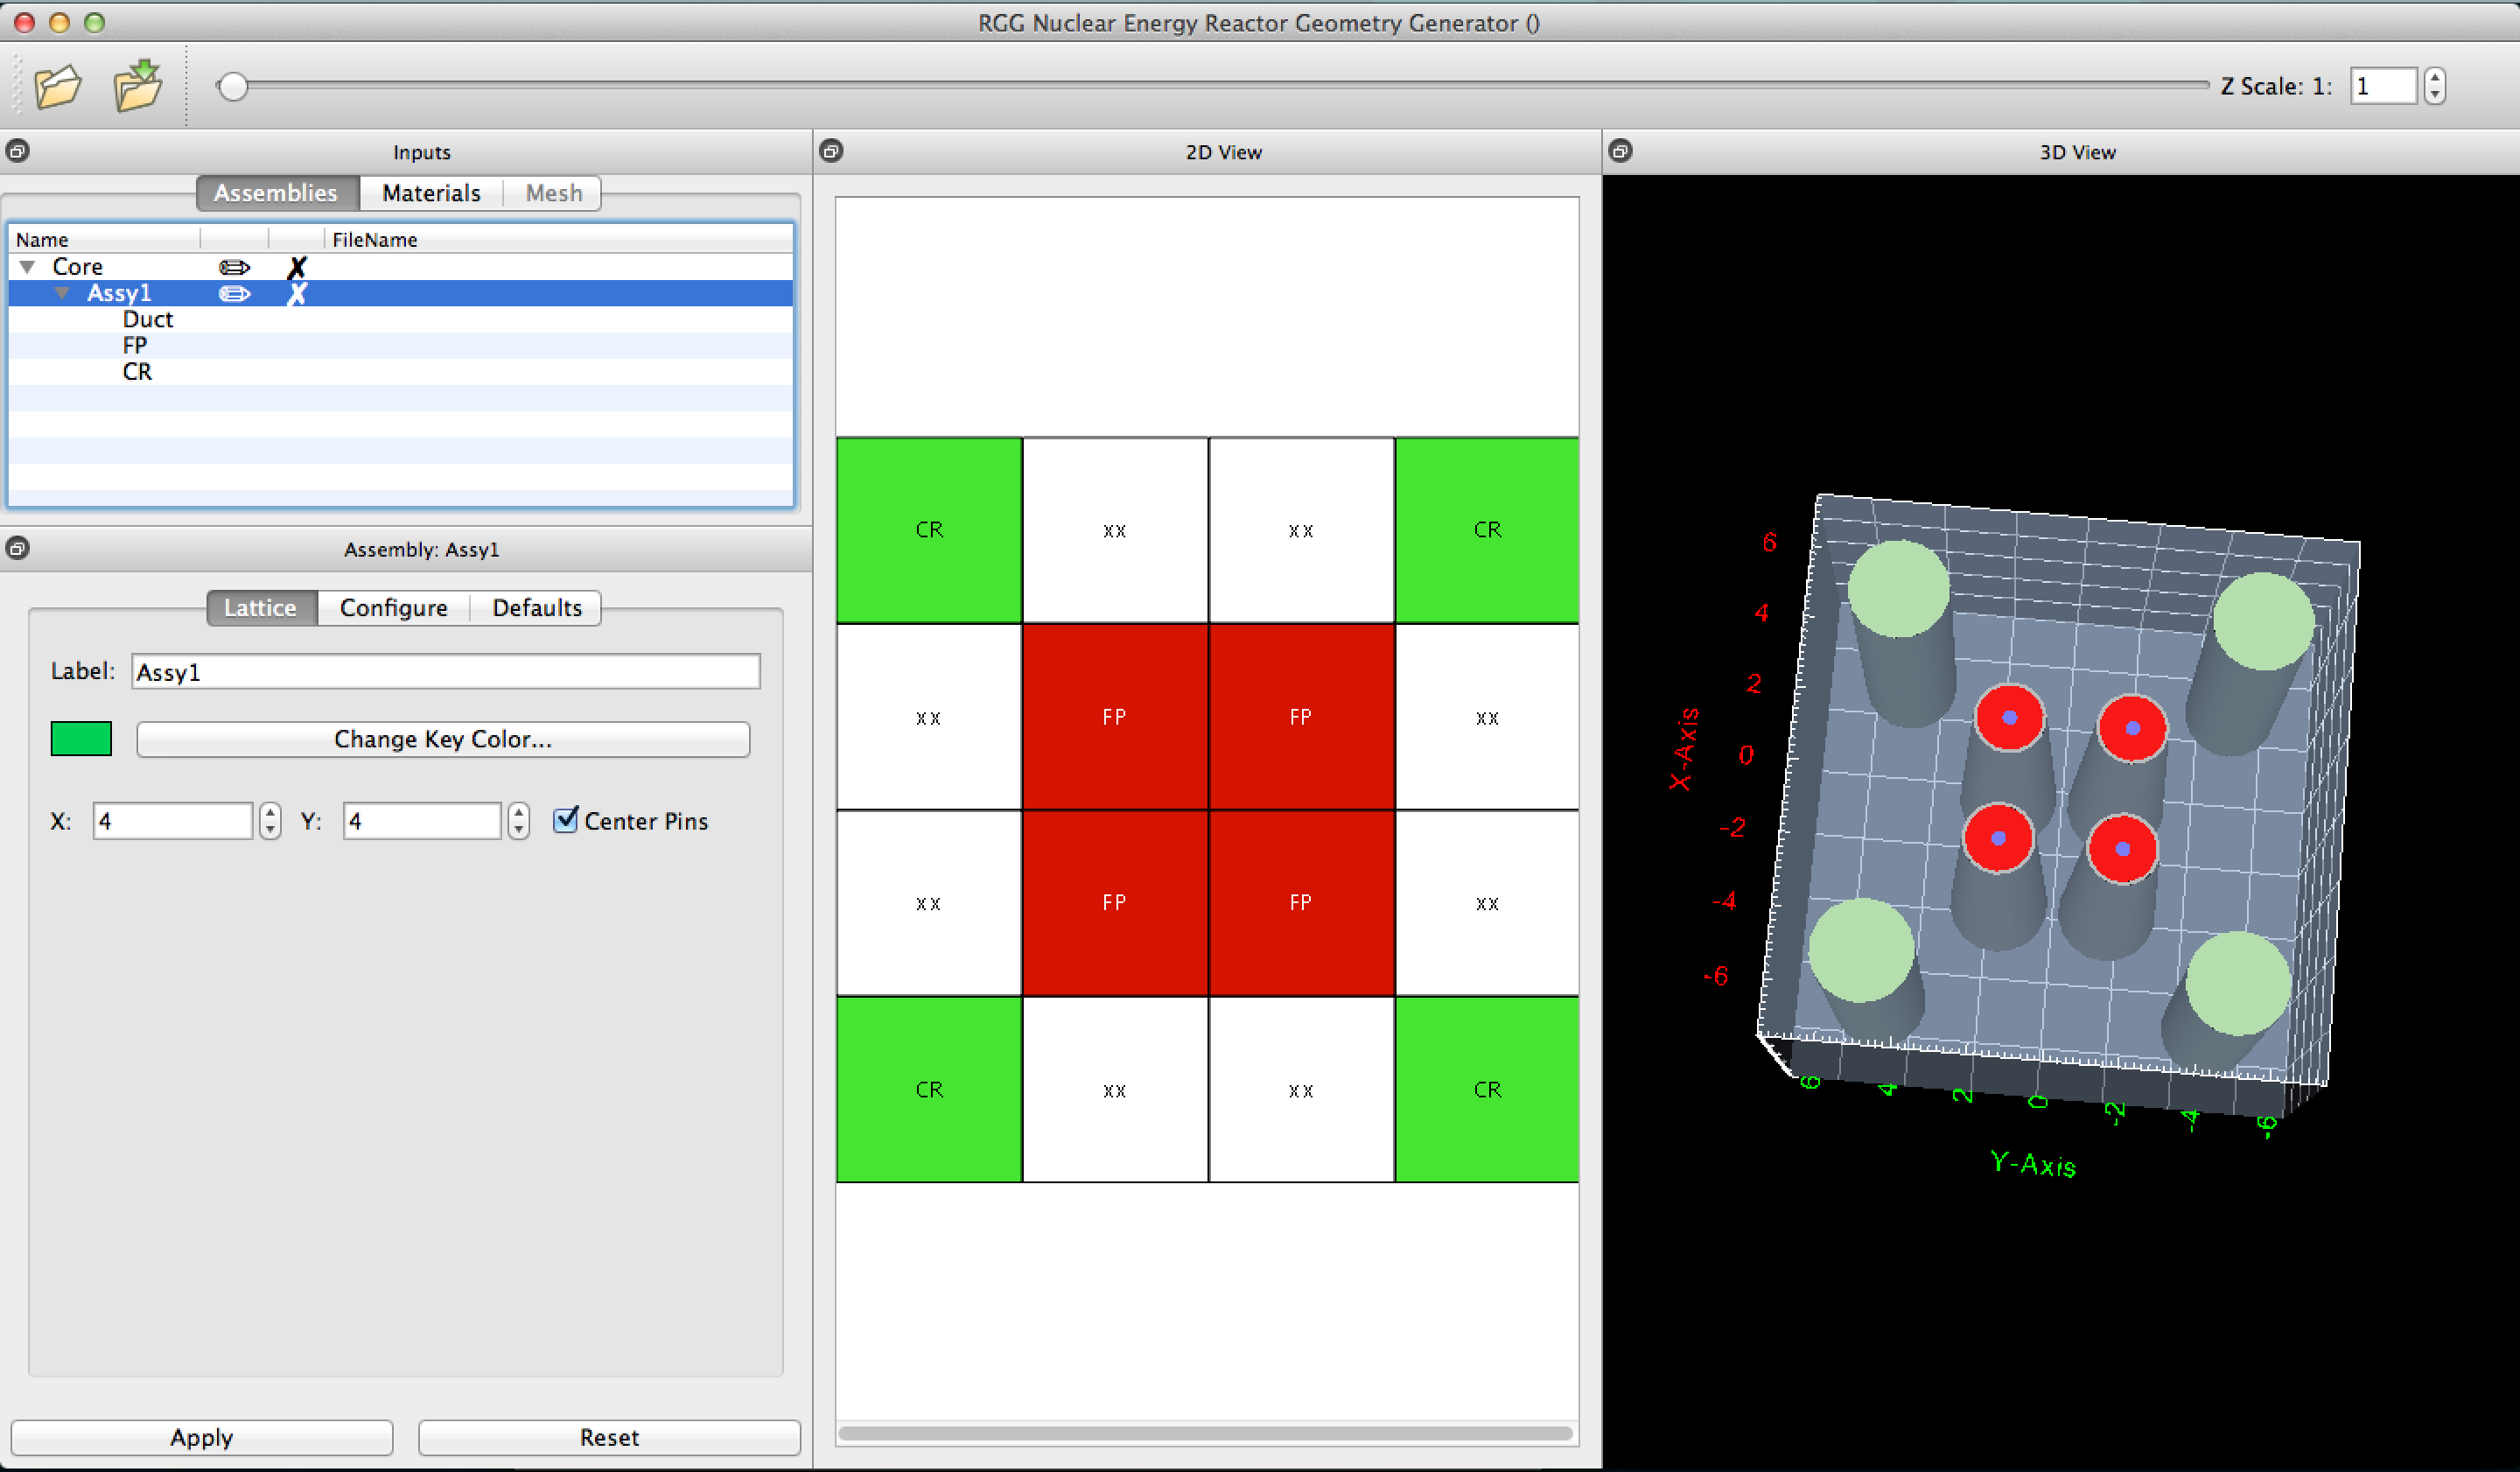 RGG Nuclear Energy Reactor Geometry Generator ()
Z Scale: 1: 1
Inputs
Assemblies Materials Mesh
Name FileName
Core
Assy1
Duct
FP
CR
Assembly: Assy1
Lattice Configure Defaults
Label: Assy1
Change Key Color...
X: 4 Y: 4 Center Pins
Apply Reset
2D View
CR xx xx CR
xx FP FP xx
xx FP FP xx
CR xx xx CR
3D View
6
4
2
0
-2
-4
-6
X-Axis
6 4 2 0 -2 -4 -6
Y-Axis